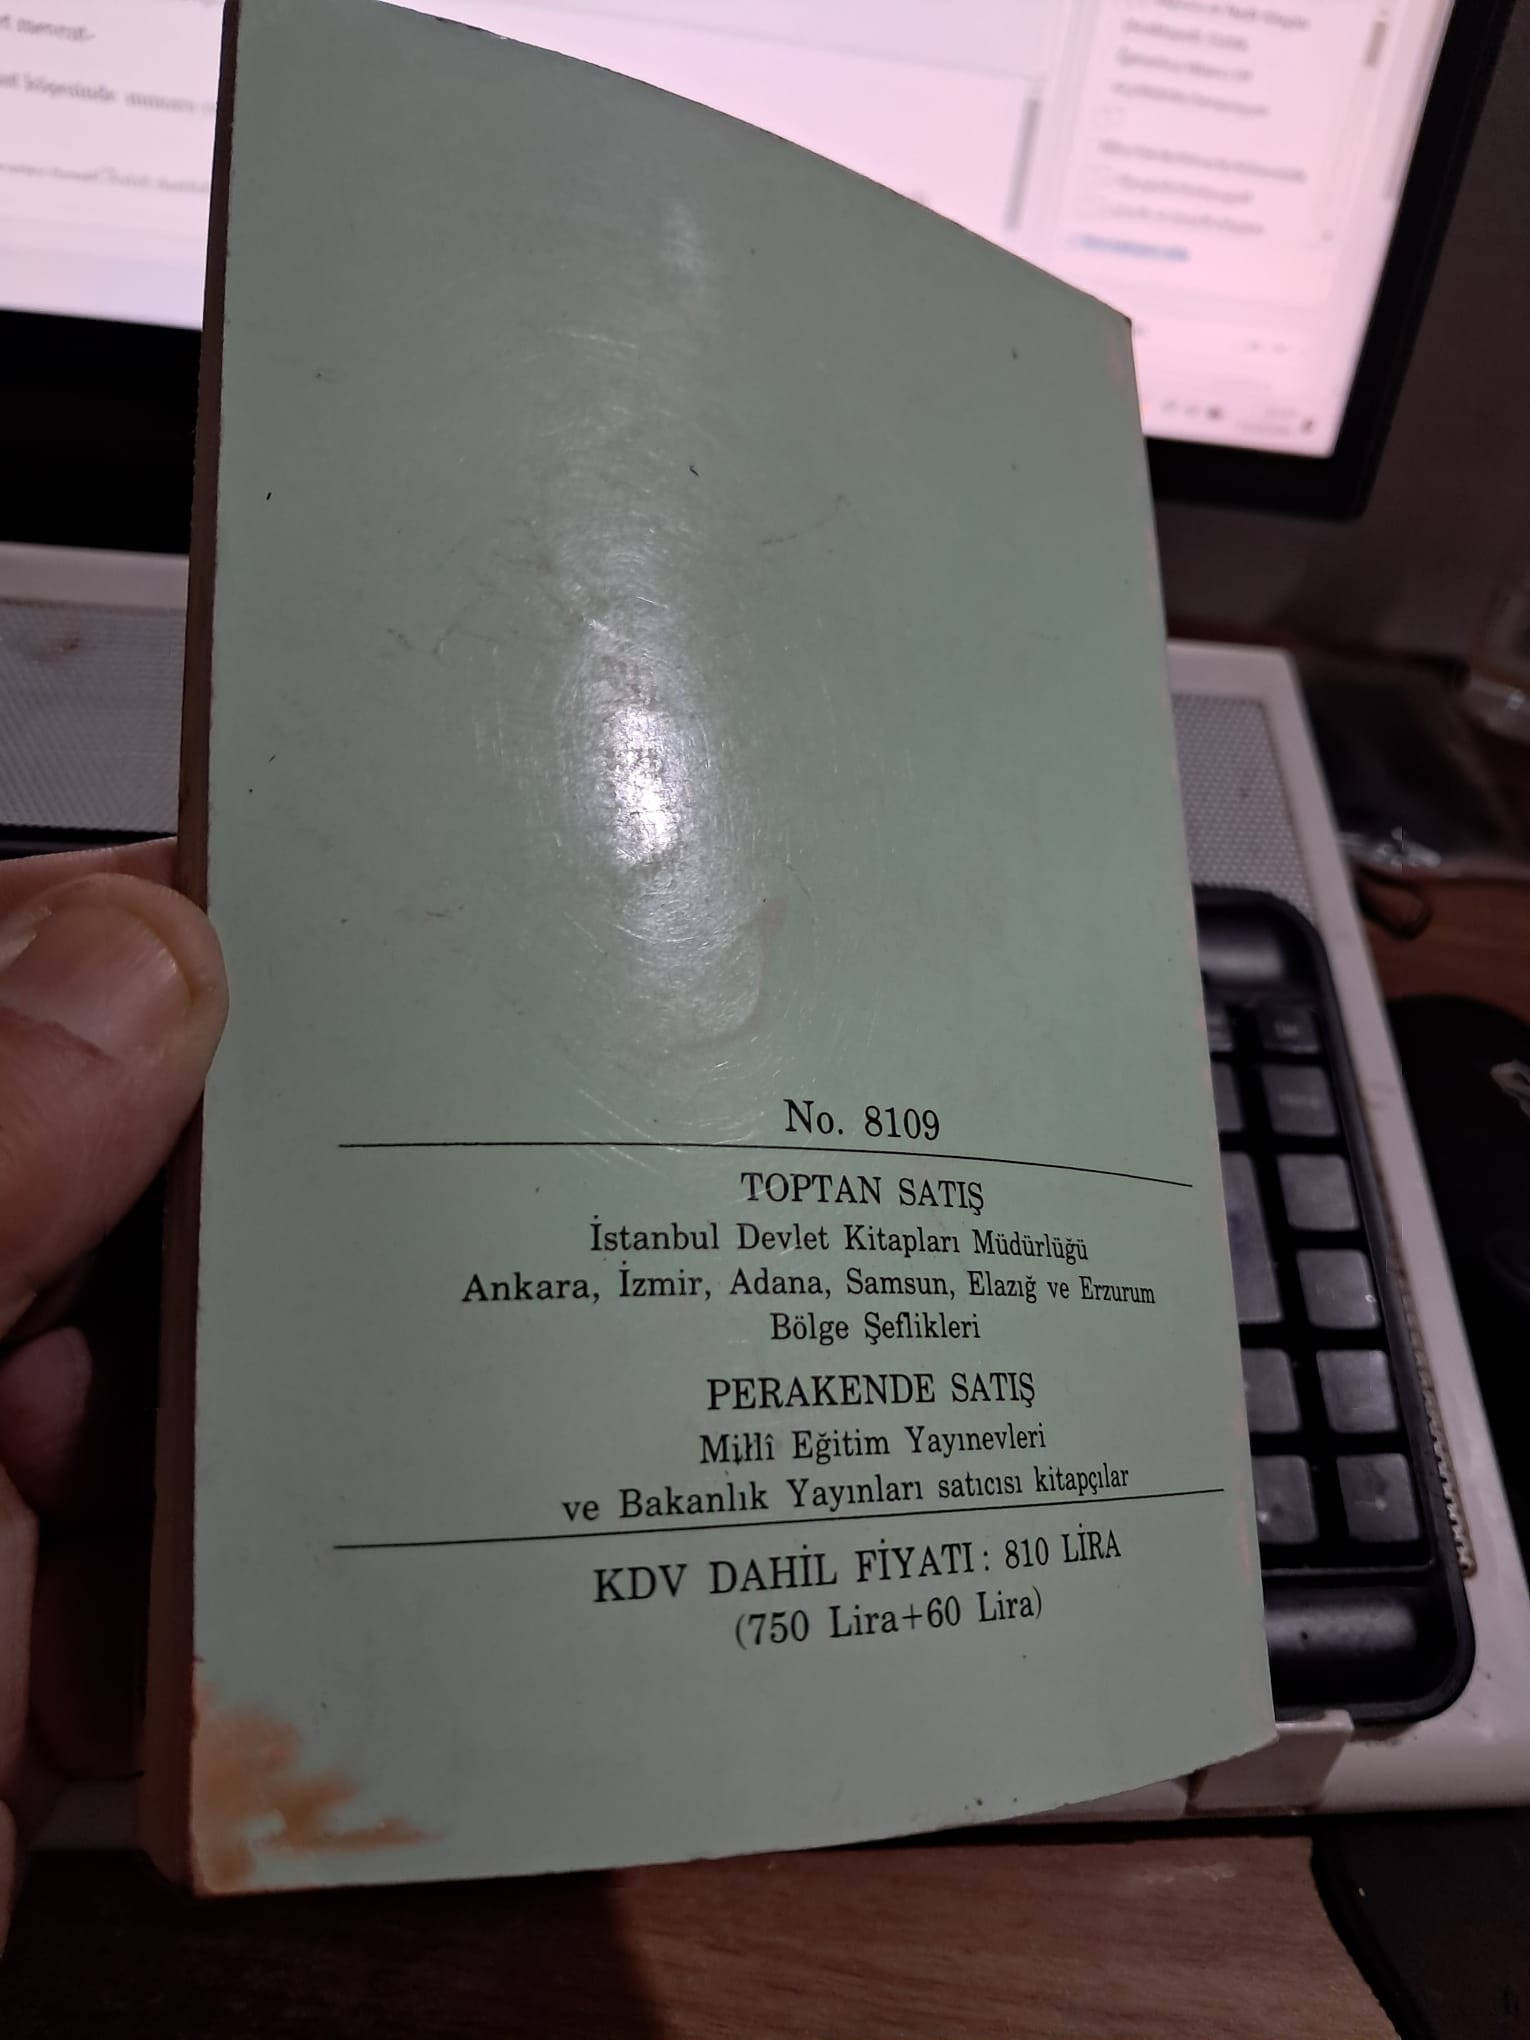 No. 8109
TOPTAN SATIŞ
İstanbul Devlet Kitapları Müdürlüğü
Ankara, İzmir, Adana, Samsun, Elazığ ve Erzurum
Bölge Şeflikleri
PERAKENDE SATIŞ
Millî Eğitim Yayınevleri
ve Bakanlık Yayınları satıcısı kitapçılar
KDV DAHİL FİYATI: 810 LİRA
(750 Lira+60 Lira)